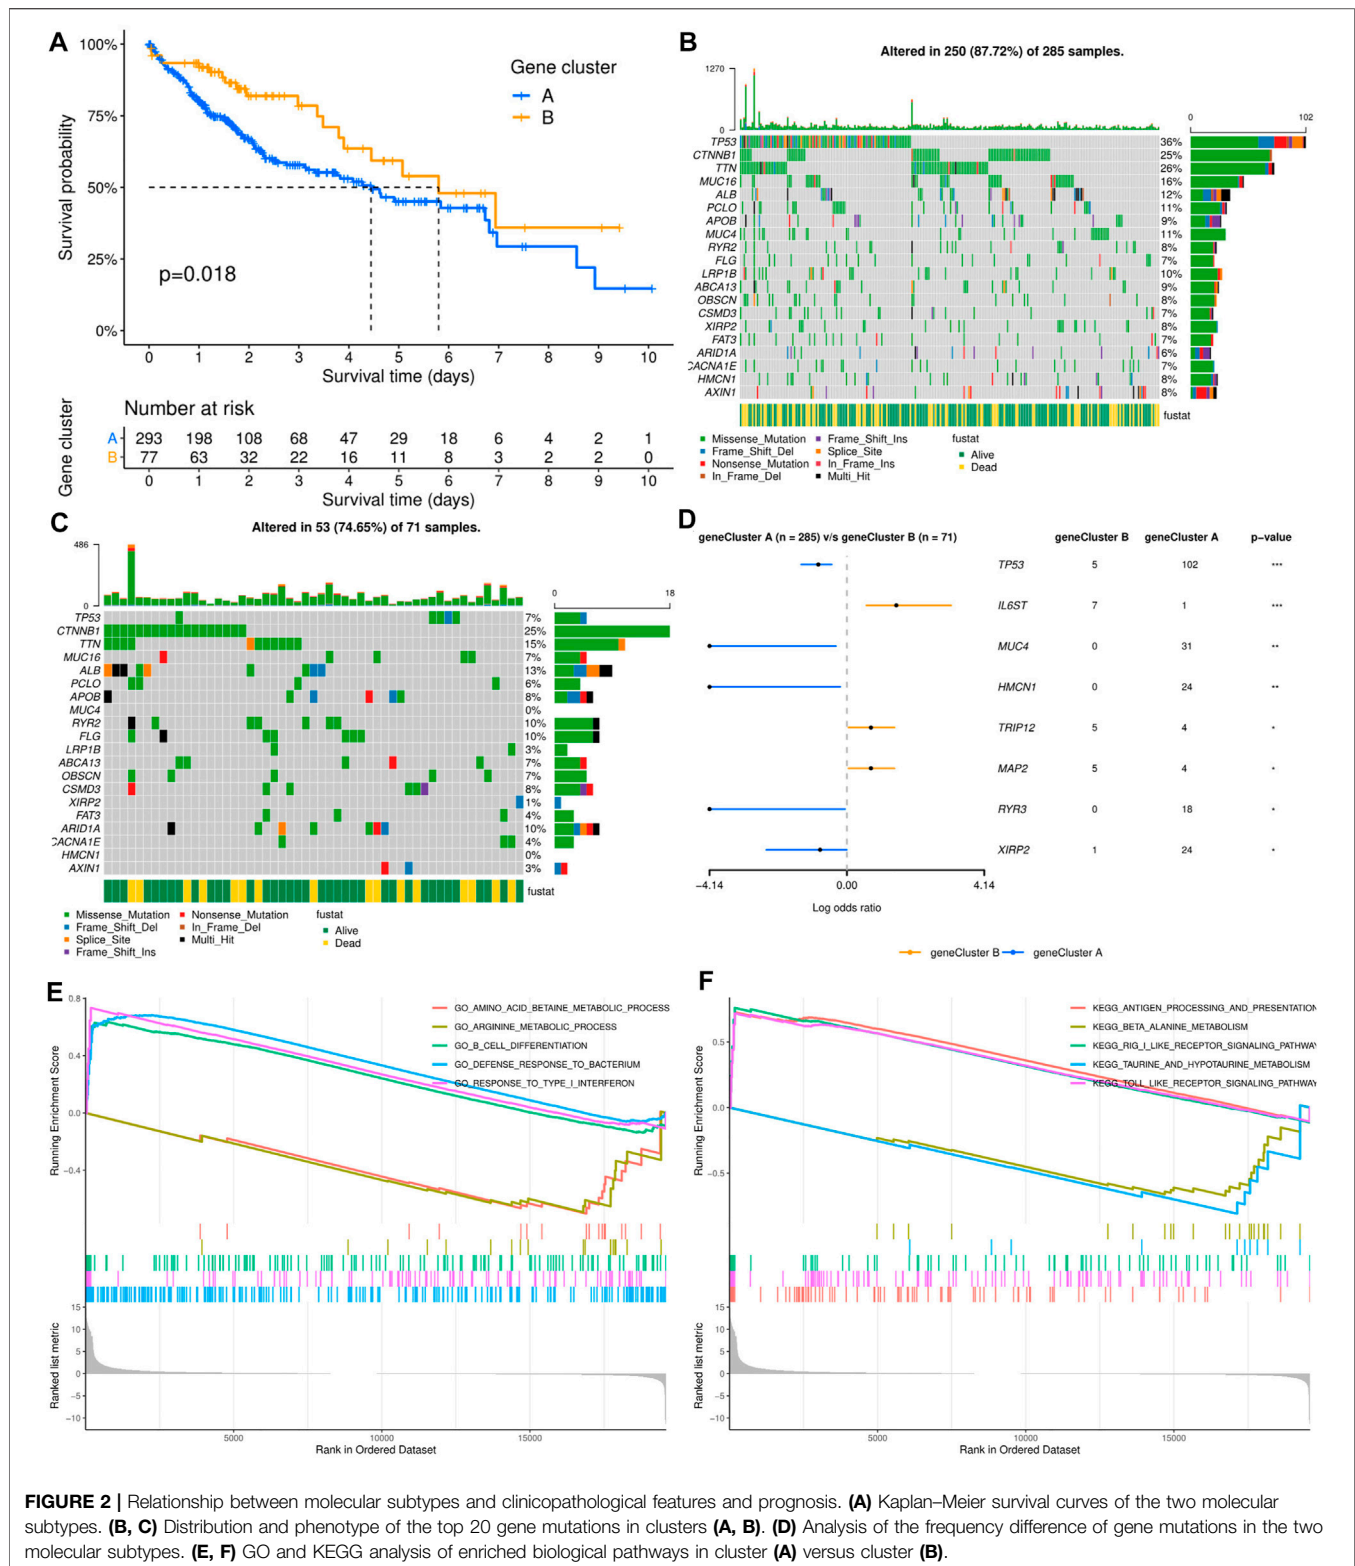 A
100%
75%
50%
25%
0%
Survival probability
Gene cluster
A
B
p=0.018
0 1 2 3 4 5 6 7 8 9 10
Survival time (days)
Number at risk
Gene cluster
A 293 198 108 68 47 29 18 6 4 2 1
B 77 63 32 22 16 11 8 3 2 2 0
0 1 2 3 4 5 6 7 8 9 10
Survival time (days)
B
Altered in 250 (87.72%) of 285 samples.
1270
0
0 102
TP53 36%
CTNNB1 25%
TTN 26%
MUC16 16%
ALB 12%
PCLO 11%
APOB 9%
MUC4 11%
RYR2 8%
FLG 7%
LRP1B 10%
ABCA13 9%
OBSCN 8%
CSMD3 7%
XIRP2 8%
FAT3 7%
ARID1A 6%
CACNA1E 7%
HMCN1 8%
AXIN1 8%
fustat
Missense_Mutation Frame_Shift_Ins fustat
Frame_Shift_Del Splice_Site Alive
Nonsense_Mutation In_Frame_Ins Dead
In_Frame_Del Multi_Hit
C
Altered in 53 (74.65%) of 71 samples.
486
0
0 18
TP53 7%
CTNNB1 25%
TTN 15%
MUC16 7%
ALB 13%
PCLO 6%
APOB 8%
MUC4 0%
RYR2 10%
FLG 10%
LRP1B 3%
ABCA13 7%
OBSCN 7%
CSMD3 8%
XIRP2 1%
FAT3 4%
ARID1A 10%
CACNA1E 4%
HMCN1 0%
AXIN1 3%
fustat
Missense_Mutation Nonsense_Mutation fustat
Frame_Shift_Del In_Frame_Del Alive
Splice_Site Multi_Hit Dead
Frame_Shift_Ins
D
geneCluster A (n = 285) v/s geneCluster B (n = 71) geneCluster B geneCluster A p−value
TP53 5 102 ***
IL6ST 7 1 ***
MUC4 0 31 **
HMCN1 0 24 **
TRIP12 5 4 *
MAP2 5 4 *
RYR3 0 18 *
XIRP2 1 24 *
−4.14 0.00 4.14
Log odds ratio
geneCluster B geneCluster A
E
0.8
0.4
0.0
−0.4
Running Enrichment Score
GO_AMINO_ACID_BETAINE_METABOLIC_PROCESS
GO_ARGININE_METABOLIC_PROCESS
GO_B_CELL_DIFFERENTIATION
GO_DEFENSE_RESPONSE_TO_BACTERIUM
GO_RESPONSE_TO_TYPE_I_INTERFERON
15
10
5
0
−5
−10
Ranked list metric
5000 10000 15000
Rank in Ordered Dataset
F
0.5
0.0
−0.5
Running Enrichment Score
KEGG_ANTIGEN_PROCESSING_AND_PRESENTATION
KEGG_BETA_ALANINE_METABOLISM
KEGG_RIG_I_LIKE_RECEPTOR_SIGNALING_PATHWAY
KEGG_TAURINE_AND_HYPOTAURINE_METABOLISM
KEGG_TOLL_LIKE_RECEPTOR_SIGNALING_PATHWAY
15
10
5
0
−5
−10
Ranked list metric
5000 10000 15000
Rank in Ordered Dataset
FIGURE 2 | Relationship between molecular subtypes and clinicopathological features and prognosis. (A) Kaplan–Meier survival curves of the two molecular
subtypes. (B, C) Distribution and phenotype of the top 20 gene mutations in clusters (A, B). (D) Analysis of the frequency difference of gene mutations in the two
molecular subtypes. (E, F) GO and KEGG analysis of enriched biological pathways in cluster (A) versus cluster (B).